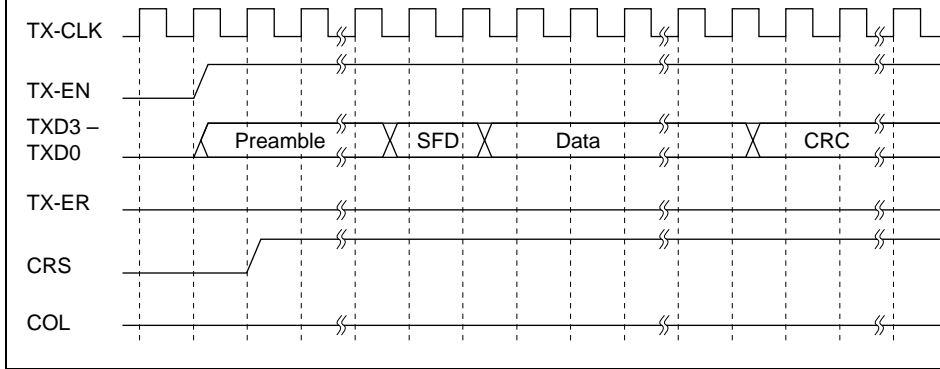 TX-CLK
TX-EN
TXD3 –
TXD0
Preamble
SFD
Data
CRC
TX-ER
CRS
COL